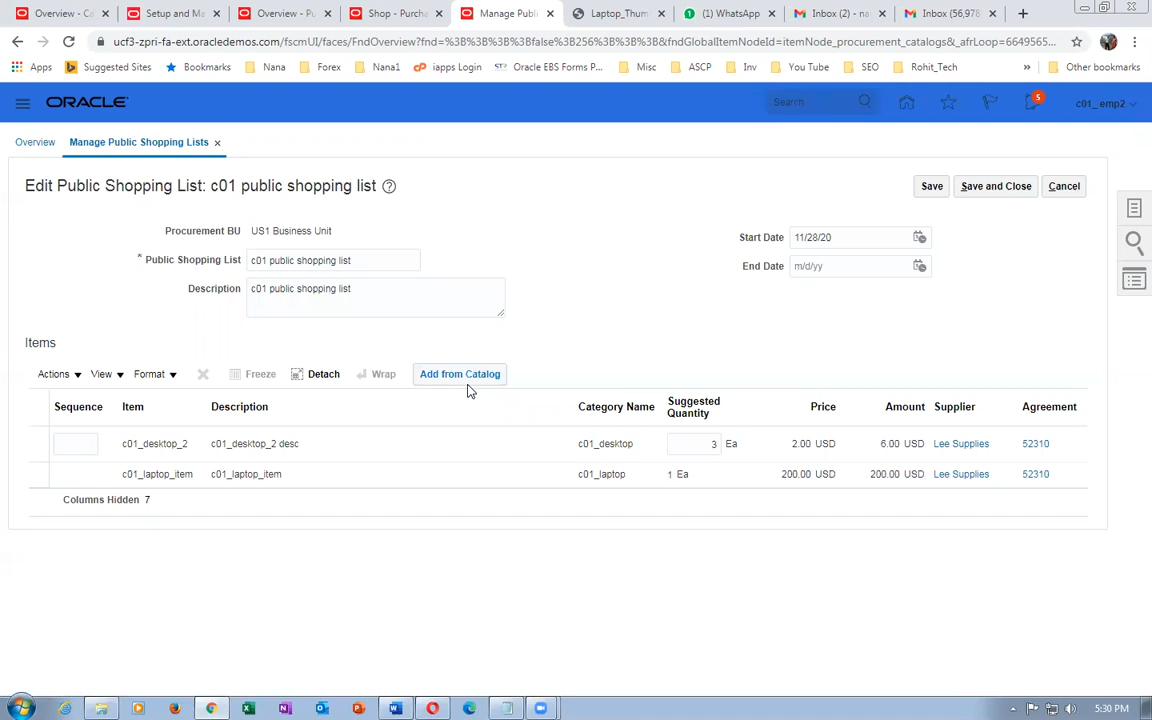 Overview - Ca
Setup and Ma
Overview - Pu
Shop - Purcha
Manage Publi
Laptop_Thum
(1) WhatsApp
Inbox (2) - na
Inbox (56,978
ucf3-zpri-fa-ext.oracledemos.com/fscmUI/faces/FndOverview?fnd=%3B%3B%3B%3Bfalse%3B256%3B%3B%3B&fndGlobalItemNodeId=itemNode_procurement_catalogs&_afrLoop=6649565...
Apps Suggested Sites Bookmarks Nana Forex Nana1 iapps Login Oracle EBS Forms P... Misc ASCP Inv You Tube SEO Rohit_Tech » Other bookmarks
ORACLE Search 5 c01_emp2
Overview Manage Public Shopping Lists
Edit Public Shopping List: c01 public shopping list
Save Save and Close Cancel
Procurement BU US1 Business Unit
Start Date 11/28/20
* Public Shopping List c01 public shopping list
End Date m/d/yy
Description c01 public shopping list
Items
Actions View Format Freeze Detach Wrap Add from Catalog
Sequence Item Description Category Name Suggested Quantity Price Amount Supplier Agreement
c01_desktop_2 c01_desktop_2 desc c01_desktop 3 Ea 2.00 USD 6.00 USD Lee Supplies 52310
c01_laptop_item c01_laptop_item c01_laptop 1 Ea 200.00 USD 200.00 USD Lee Supplies 52310
Columns Hidden 7
5:30 PM